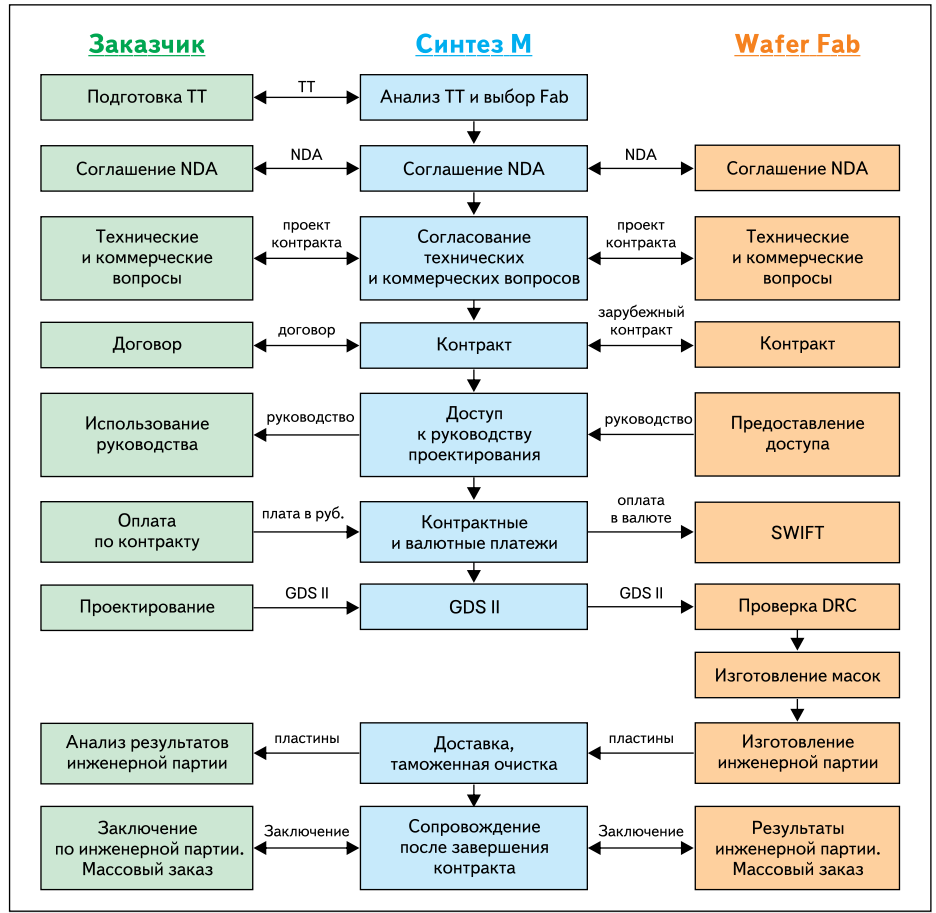 Заказчик
Синтез М
Wafer Fab
Подготовка ТТ
ТТ
Анализ ТТ и выбор Fab
Соглашение NDA
NDA
Соглашение NDA
NDA
Соглашение NDA
Технические
и коммерческие
вопросы
проект
контракта
Согласование
технических
и коммерческих вопросов
проект
контракта
Технические
и коммерческие
вопросы
Договор
договор
Контракт
зарубежный
контракт
Контракт
Использование
руководства
руководство
Доступ
к руководству
проектирования
руководство
Предоставление
доступа
Оплата
по контракту
плата в руб.
Контрактные
и валютные платежи
оплата
в валюте
SWIFT
Проектирование
GDS II
GDS II
GDS II
Проверка DRC
Изготовление масок
Анализ результатов
инженерной партии
пластины
Доставка,
таможенная очистка
пластины
Изготовление
инженерной партии
Заключение
по инженерной партии.
Массовый заказ
Заключение
Сопровождение
после завершения
контракта
Заключение
Результаты
инженерной партии.
Массовый заказ